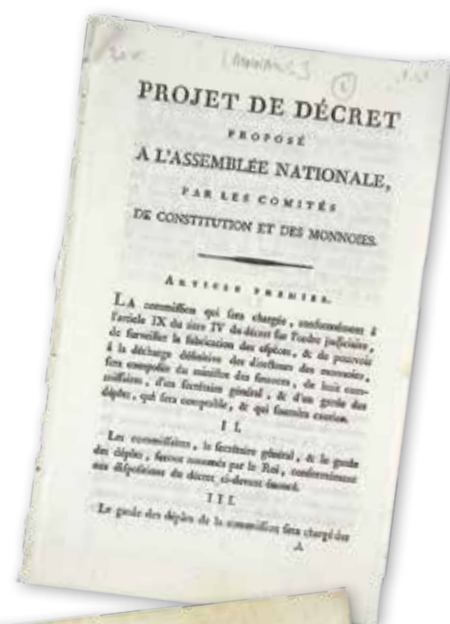 [MONNAIES]
PROJET DE DÉCRET
PROPOSÉ
A L'ASSEMBLÉE NATIONALE,
PAR LES COMITÉS
DE CONSTITUTION ET DES MONNOIES.
ARTICLE PREMIER.
LA commiſſion qui ſera chargée, conformément à
l'article IX du titre IV du décret ſur l'ordre judiciaire,
de ſurveiller la fabrication des eſpèces, & de pourvoir
à la décharge définitive des directeurs des monnoies,
ſera compoſée du miniſtre des finances, de huit com-
miſſaires, d'un ſecrétaire général, & d'un garde des
dépôts, qui ſera comptable, & qui fournira caution.
II.
Les commiſſaires, le ſecrétaire général, & le garde
des dépôts, ſeront nommés par le Roi, conformément
aux diſpoſitions du décret ci-devant énoncé.
III.
Le garde des dépôts de la commiſſion ſera chargé des
A